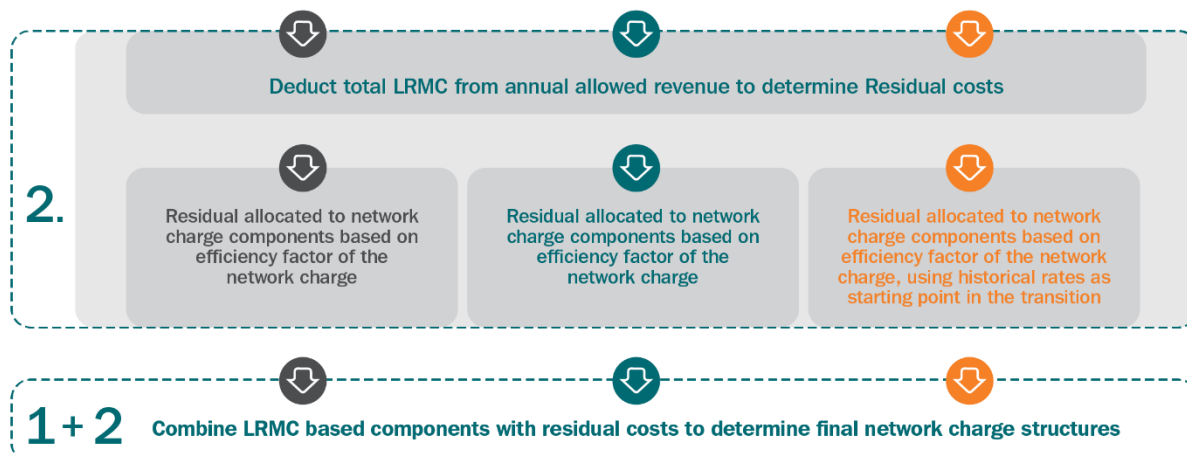 Deduct total LRMC from annual allowed revenue to determine Residual costs
2.
Residual allocated to network
charge components based on
efficiency factor of the
network charge
Residual allocated to network
charge components based on
efficiency factor of the
network charge
Residual allocated to network
charge components based on
efficiency factor of the network
charge, using historical rates as
starting point in the transition
1+2 Combine LRMC based components with residual costs to determine final network charge structures